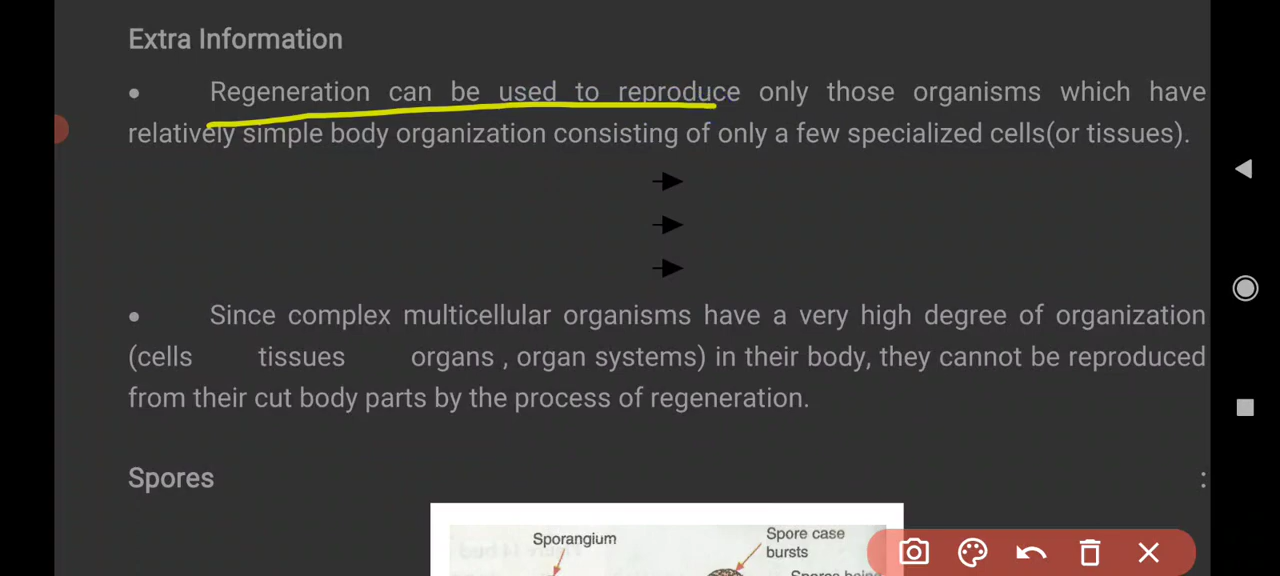 Extra Information
• Regeneration can be used to reproduce only those organisms which have
relatively simple body organization consisting of only a few specialized cells(or tissues).
• Since complex multicellular organisms have a very high degree of organization
(cells tissues organs , organ systems) in their body, they cannot be reproduced
from their cut body parts by the process of regeneration.
Spores :
Sporangium
Spore case
bursts
Spores being